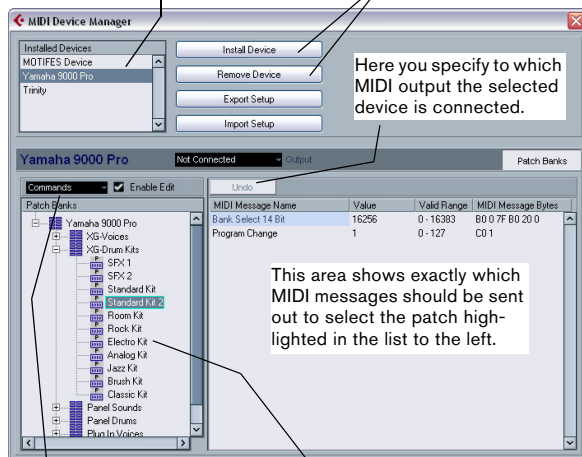 MIDI Device Manager
Installed Devices
MOTIFES Device
Yamaha 9000 Pro
Trinity
Install Device
Remove Device
Export Setup
Import Setup
Here you specify to which
MIDI output the selected
device is connected.
Yamaha 9000 Pro
Not Connected
Output
Patch Banks
Commands
Enable Edit
Undo
Patch Banks
Yamaha 9000 Pro
XG-Voices
XG-Drum Kits
SFX 1
SFX 2
Standard Kit
Standard Kit 2
Room Kit
Rock Kit
Electro Kit
Analog Kit
Jazz Kit
Brush Kit
Classic Kit
Panel Sounds
Panel Drums
Plug In Voices
MIDI Message Name Value Valid Range MIDI Message Bytes
Bank Select 14 Bit 16256 0 - 16383 B0 0 7F B0 20 0
Program Change 1 0 - 127 C0 1
This area shows exactly which
MIDI messages should be sent
out to select the patch high-
lighted in the list to the left.